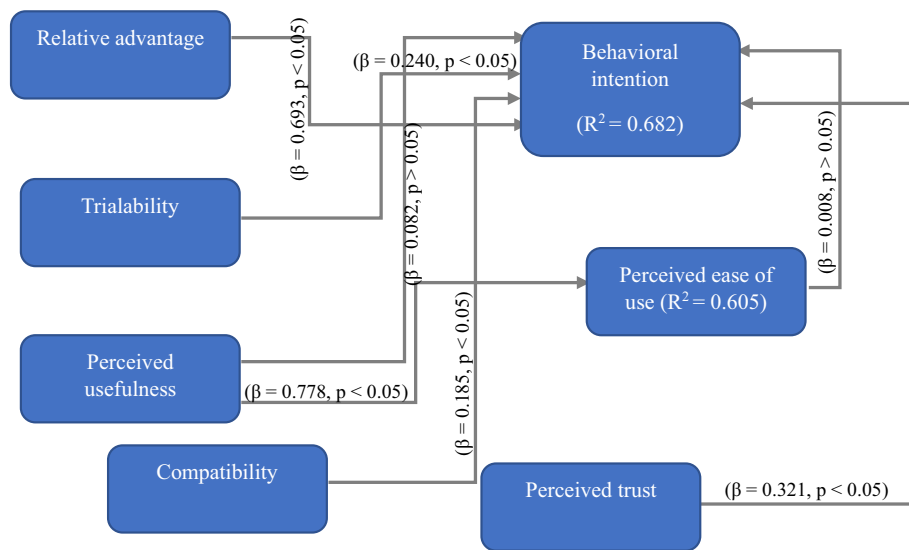 Relative advantage
(β = 0.693, p < 0.05)
(β = 0.240, p < 0.05)
Behavioral
intention
(R² = 0.682)
Trialability
(β = 0.082, p > 0.05)
(β = 0.008, p > 0.05)
Perceived ease of
use (R² = 0.605)
Perceived
usefulness
(β = 0.778, p < 0.05)
(β = 0.185, p < 0.05)
Compatibility
Perceived trust
(β = 0.321, p < 0.05)